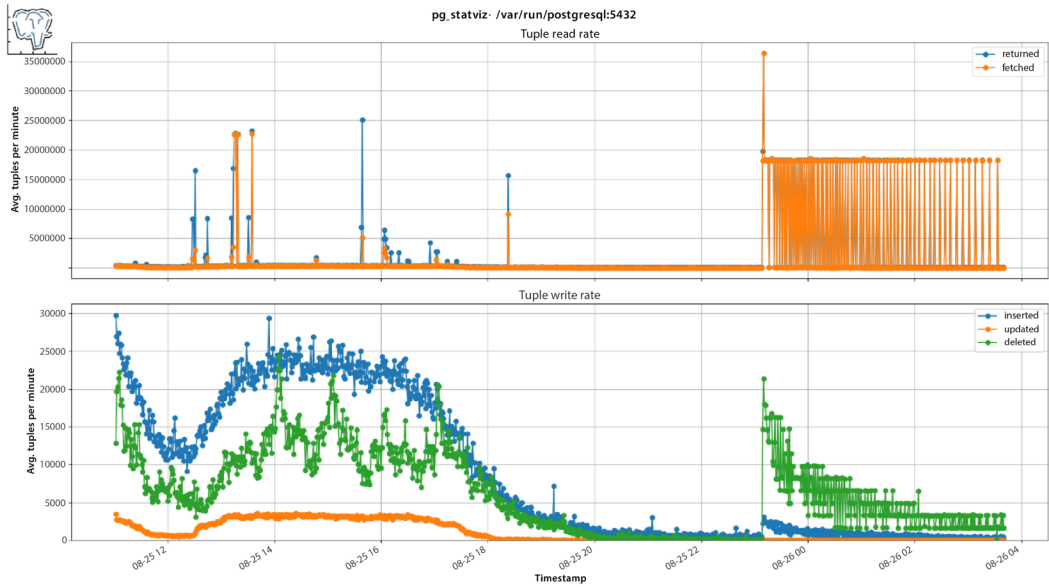 pg_statviz· /var/run/postgresql:5432
Tuple read rate
returned
fetched
35000000
30000000
25000000
20000000
15000000
10000000
5000000
Avg. tuples per minute
Tuple write rate
inserted
updated
deleted
30000
25000
20000
15000
10000
5000
0
Avg. tuples per minute
08-25 12
08-25 14
08-25 16
08-25 18
08-25 20
08-25 22
08-26 00
08-26 02
08-26 04
Timestamp